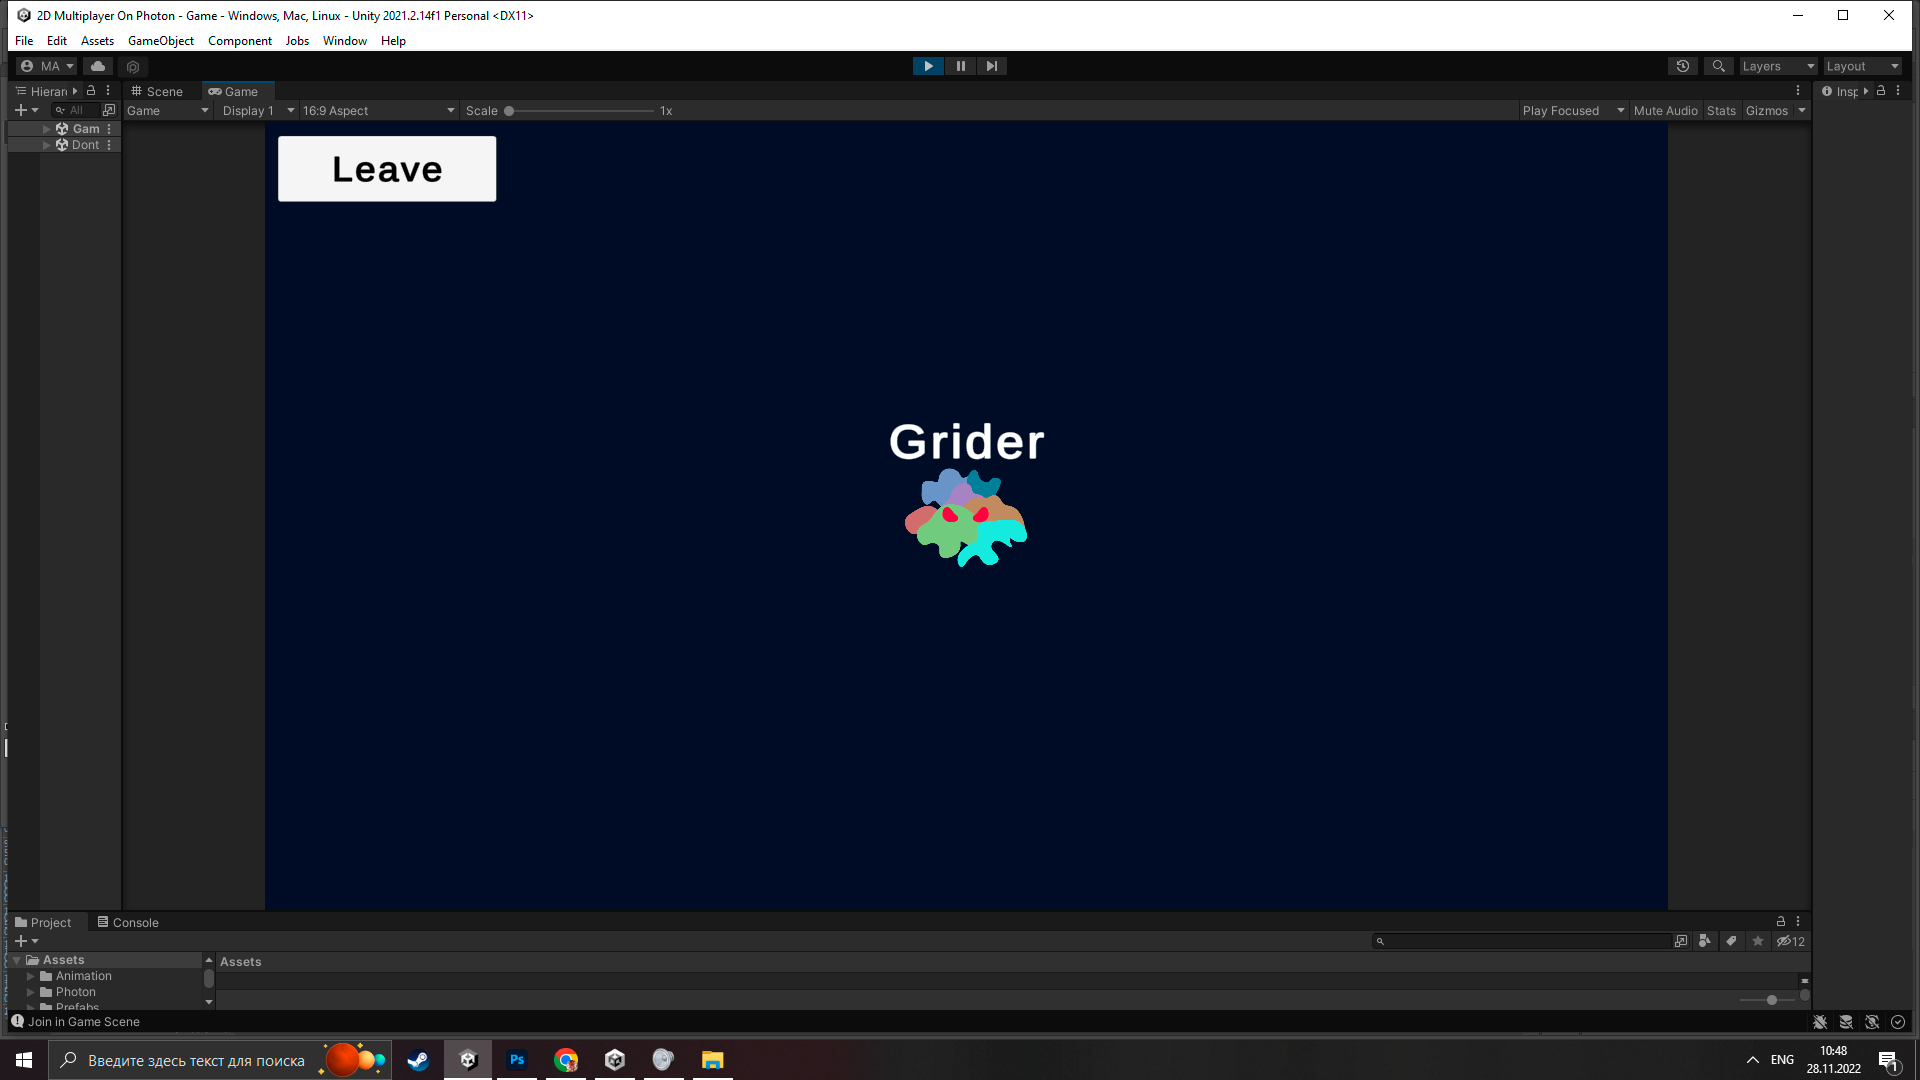 2D Multiplayer On Photon - Game - Windows, Mac, Linux - Unity 2021.2.14f1 Personal <DX11>
File Edit Assets GameObject Component Jobs Window Help
MA Layers Layout
Hierar Scene Game Insp
All Game Display 1 16:9 Aspect Scale 1x Play Focused Mute Audio Stats Gizmos
Gam
Dont
Leave
Grider
Project Console
12
Assets Assets
Animation
Photon
Prefabs
Join in Game Scene
Введите здесь текст для поиска Ps ENG 10:48
28.11.2022 1